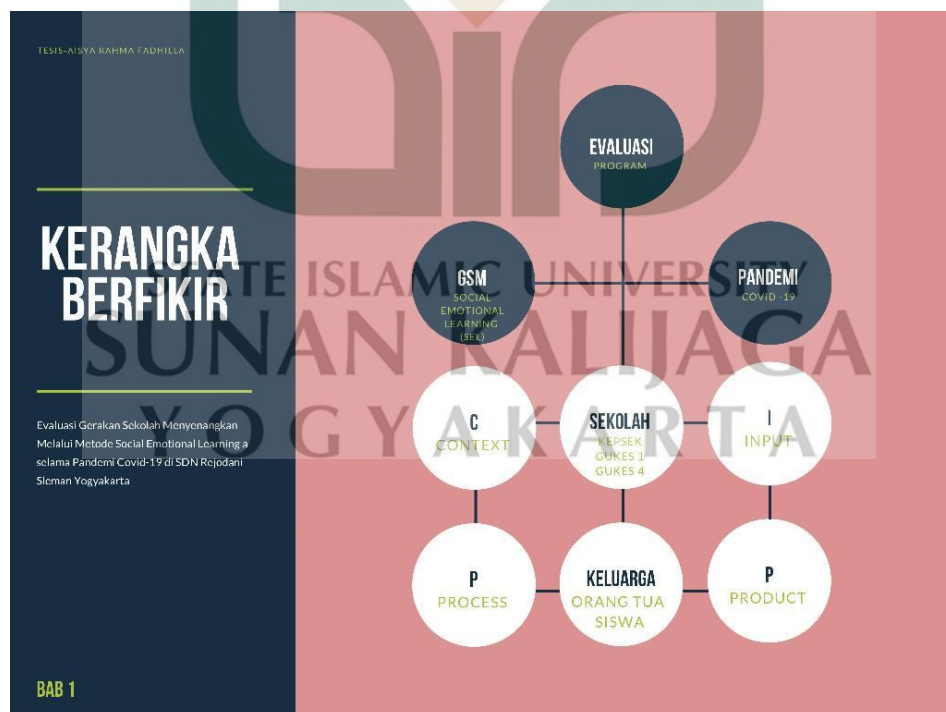 TESIS-AISYA RAHMA FADHILLA
KERANGKA
BERFIKIR
Evaluasi Gerakan Sekolah Menyenangkan
Melalui Metode Social Emotional Learning a
selama Pandemi Covid-19 di SDN Rejodani
Sleman Yogyakarta
BAB 1
EVALUASI
PROGRAM
GSM
SOCIAL
EMOTIONAL
LEARNING
(SEL)
PANDEMI
COVID -19
C
CONTEXT
SEKOLAH
KEPSEK
GUKES 1
GUKES 4
I
INPUT
P
PROCESS
KELUARGA
ORANG TUA
SISWA
P
PRODUCT
STATE ISLAMIC UNIVERSITY
SUNAN KALIJAGA
YOGYAKARTA